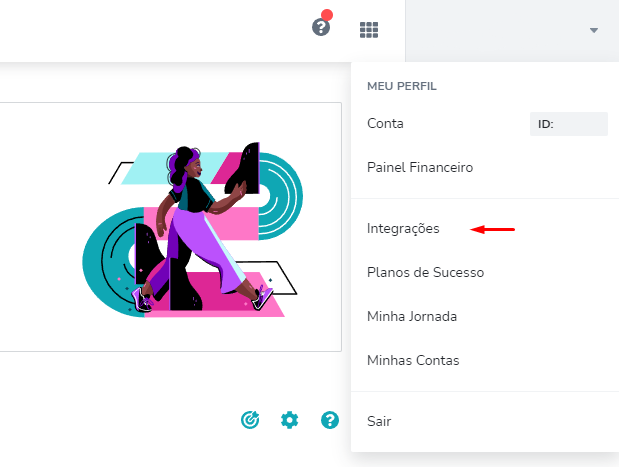 MEU PERFIL
Conta ID:
Painel Financeiro
Integrações
Planos de Sucesso
Minha Jornada
Minhas Contas
Sair